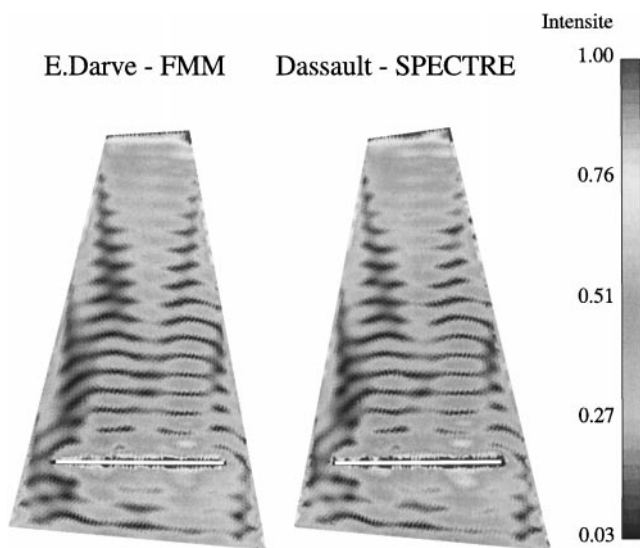 Intensite
E.Darve - FMM
Dassault - SPECTRE
1.00
0.76
0.51
0.27
0.03